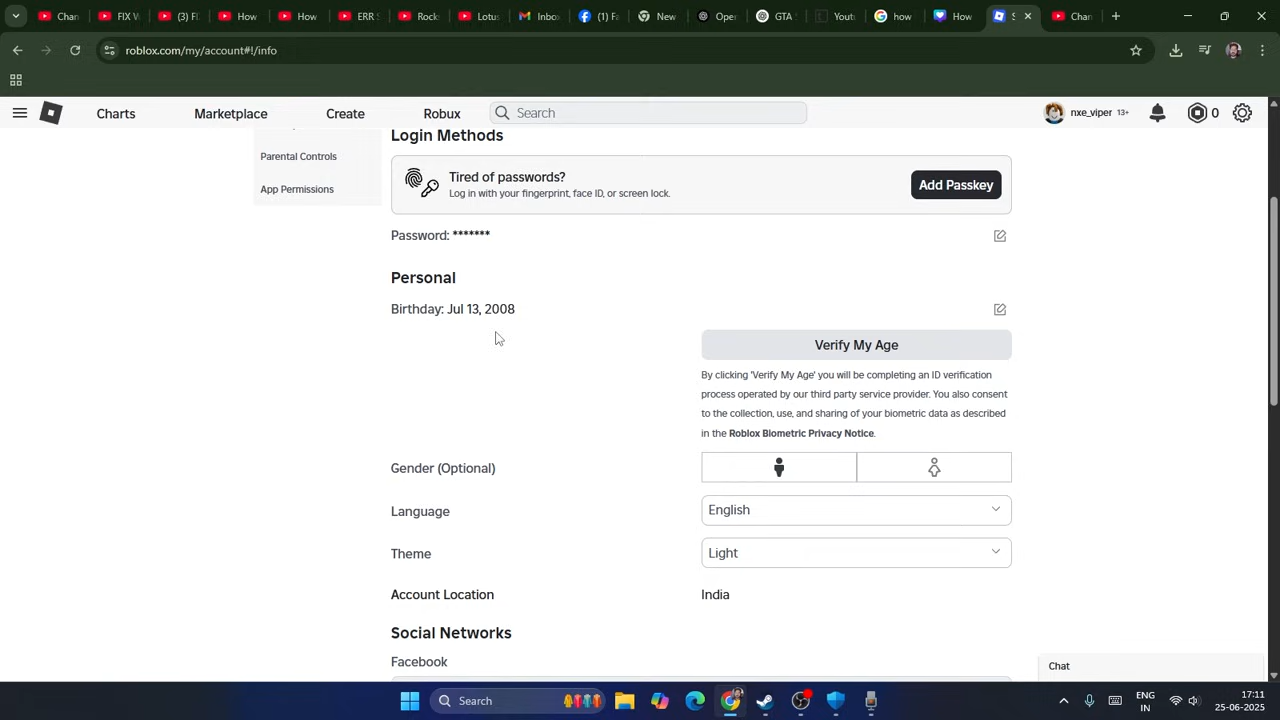 Chan
FIX V
(3) FI
How
How
ERR S
Rock
Lotus
Inbo
(1) Fa
New
Oper
GTA S
Youtu
how
How
S
Chan
roblox.com/my/account#!/info
Charts
Marketplace
Create
Robux
Search
nxe_viper 13+
0
Login Methods
Parental Controls
App Permissions
Tired of passwords?
Log in with your fingerprint, face ID, or screen lock.
Add Passkey
Password: *******
Personal
Birthday: Jul 13, 2008
Verify My Age
By clicking 'Verify My Age' you will be completing an ID verification
process operated by our third party service provider. You also consent
to the collection, use, and sharing of your biometric data as described
in the Roblox Biometric Privacy Notice.
Gender (Optional)
Language
English
Theme
Light
Account Location
India
Social Networks
Facebook
Chat
Search
ENG
IN
17:11
25-06-2025